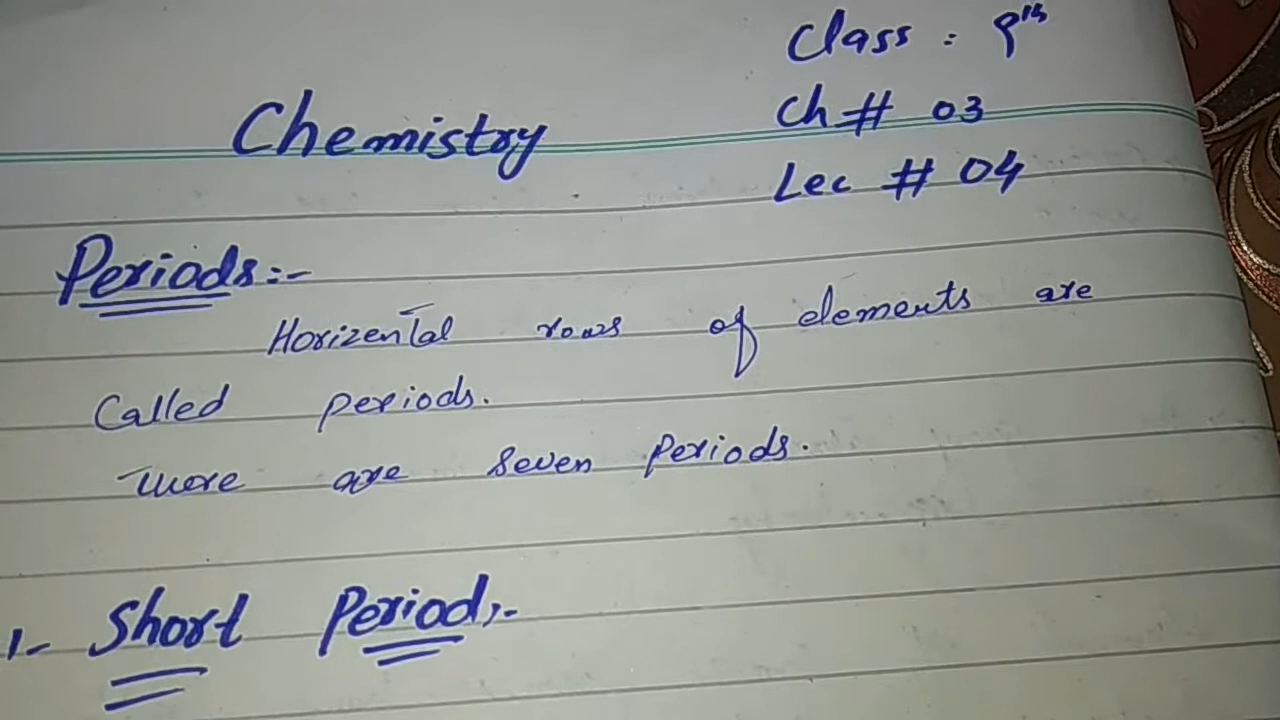 Class : 9th
Ch # 03
Chemistry
Lec # 04
Periods:-
Horizental rows of elements are
Called periods.
There are seven periods.
1- Short Period:-